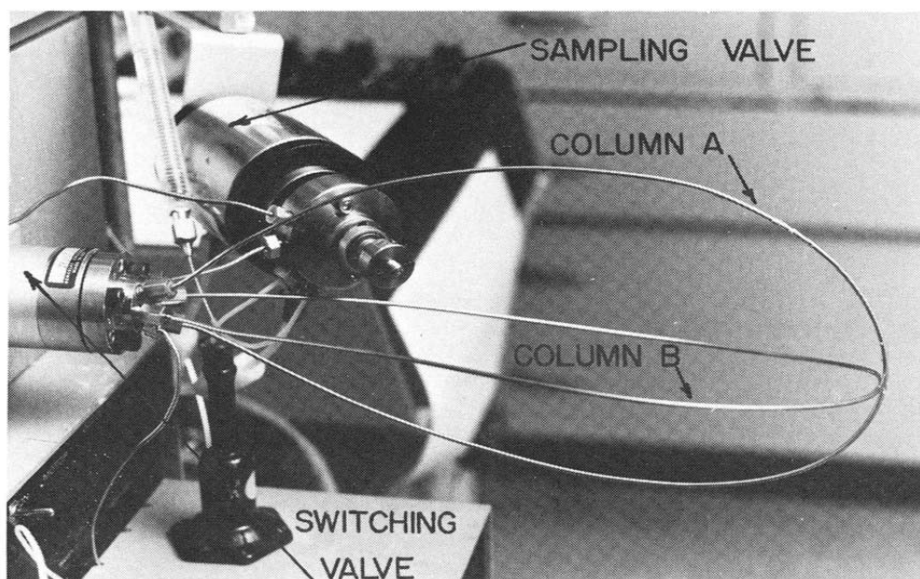 SAMPLING VALVE
COLUMN A
COLUMN B
SWITCHING
VALVE